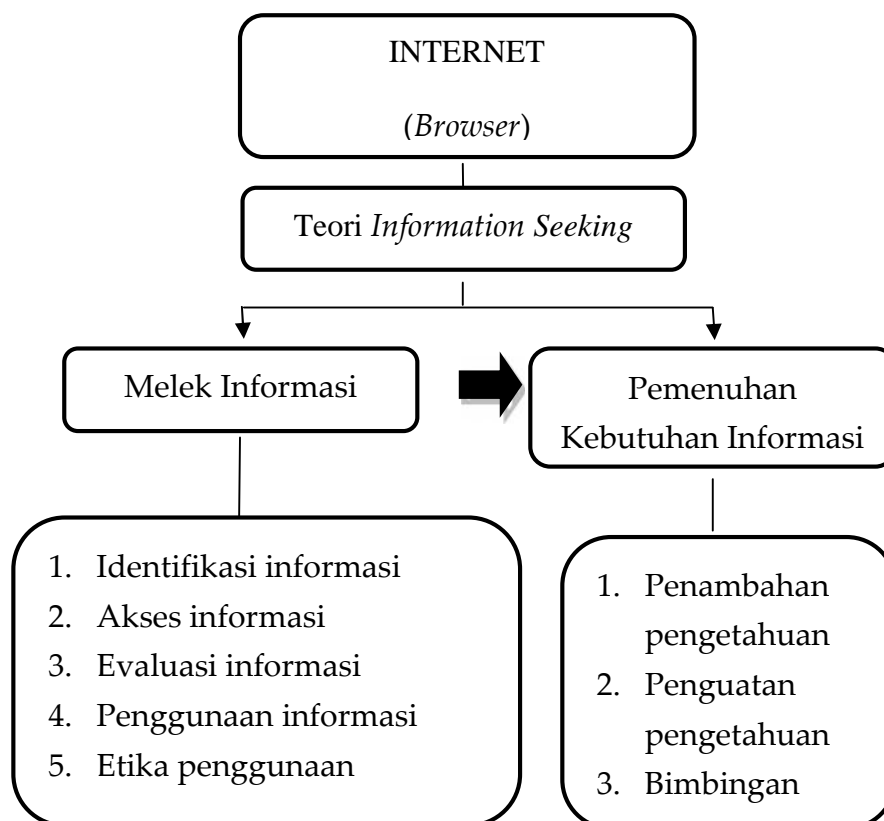 INTERNET
(Browser)
Teori Information Seeking
Melek Informasi
Pemenuhan
Kebutuhan Informasi
1. Identifikasi informasi
2. Akses informasi
3. Evaluasi informasi
4. Penggunaan informasi
5. Etika penggunaan
1. Penambahan
pengetahuan
2. Penguatan
pengetahuan
3. Bimbingan